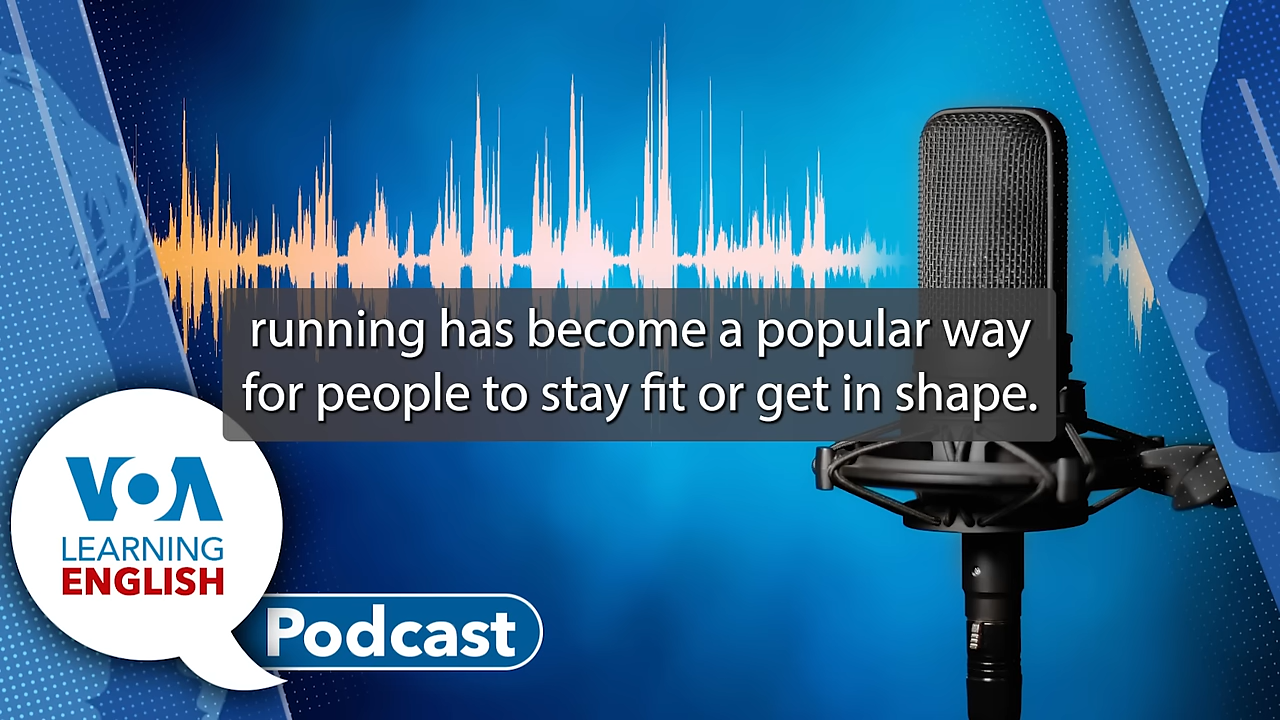 running has become a popular way
for people to stay fit or get in shape.
VOA
LEARNING
ENGLISH
Podcast